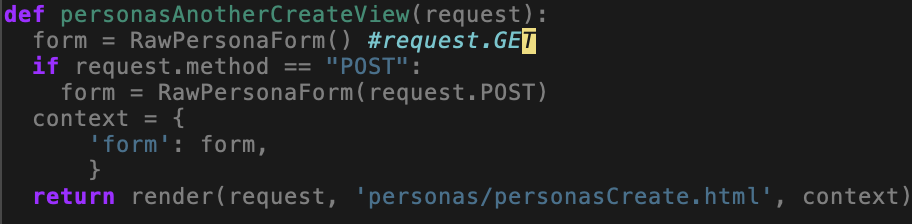 def personasAnotherCreateView(request):
  form = RawPersonaForm() #request.GET
  if request.method == "POST":
    form = RawPersonaForm(request.POST)
  context = {
      'form': form,
      }
  return render(request, 'personas/personasCreate.html', context)